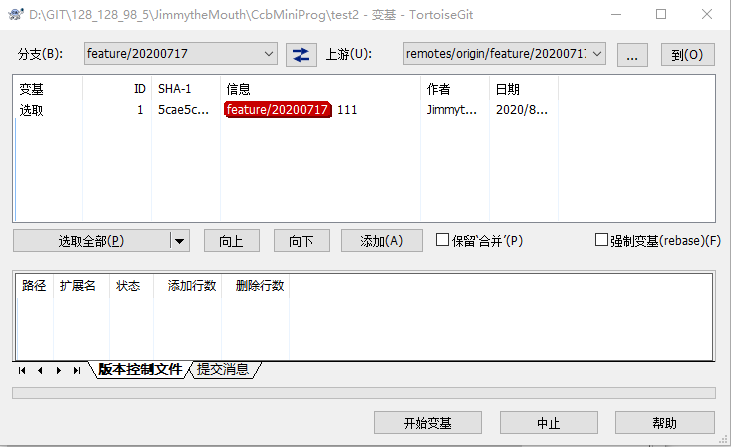 D:\GIT\128_128_98_5\JimmytheMouth\CcbMiniProg\test2 - 变基 - TortoiseGit
分支(B): feature/20200717 上游(U): remotes/origin/feature/2020071 ... 到(O)
变基 ID SHA-1 信息 作者 日期
选取 1 5cae5c... feature/20200717 111 Jimmyt... 2020/8...
选取全部(P) 向上 向下 添加(A) 保留‘合并’(P) 强制变基(rebase)(F)
路径 扩展名 状态 添加行数 删除行数
版本控制文件 提交消息
开始变基 中止 帮助